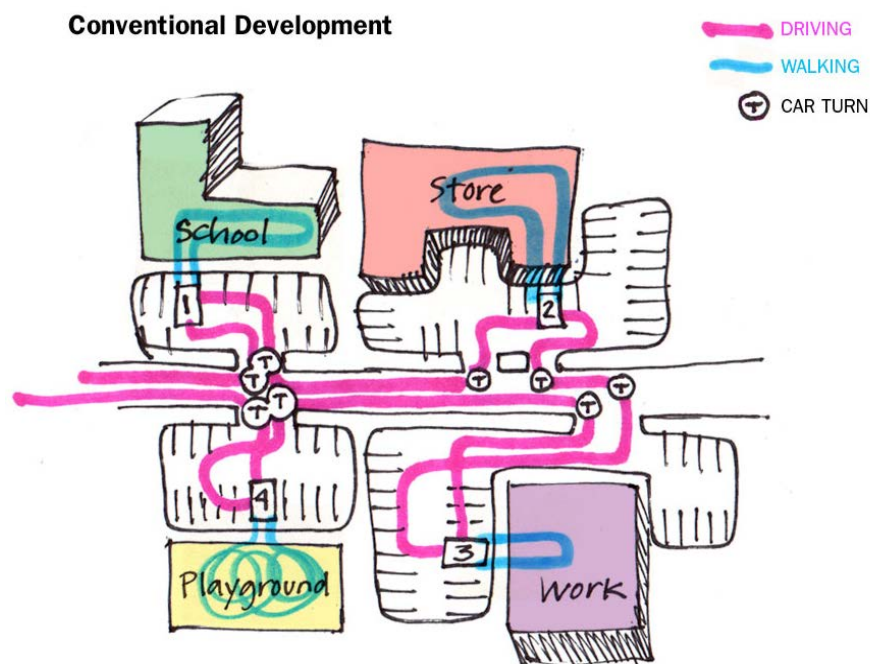 Conventional Development
DRIVING
WALKING
T CAR TURN
School
Store
1
2
T
T
T
T
T
T
T
T
4
3
Playground
Work